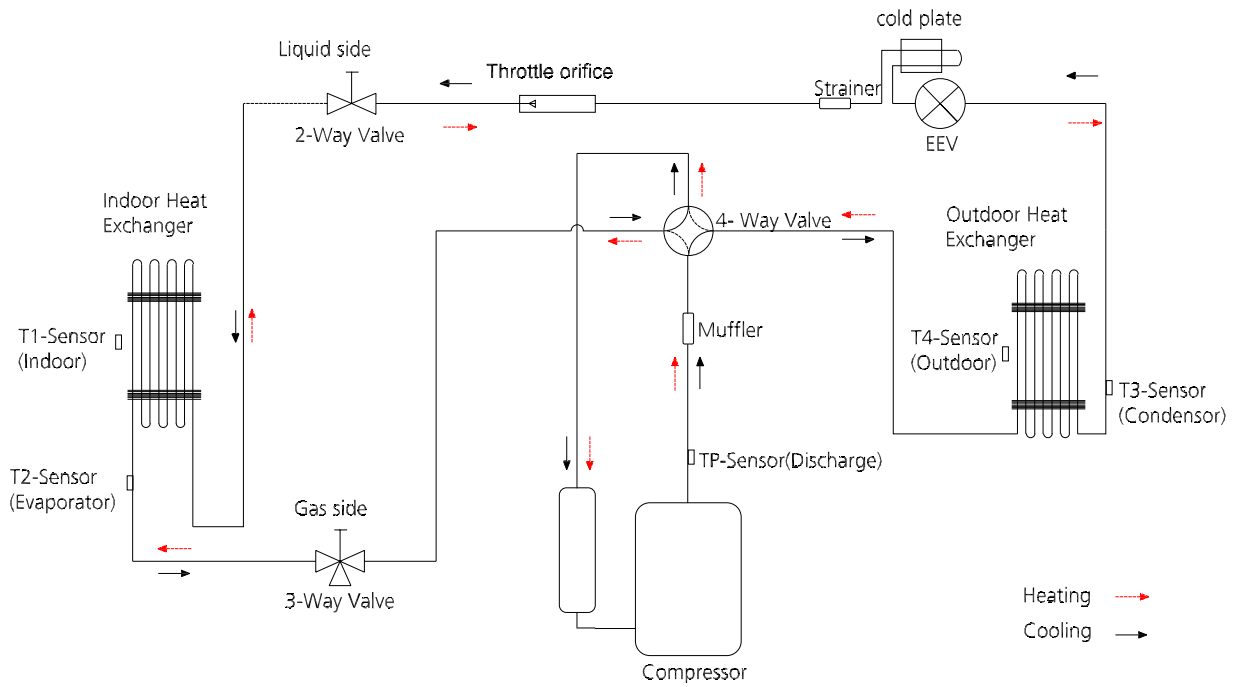 cold plate
Liquid side
Throttle orifice
Strainer
2-Way Valve
EEV
Indoor Heat
Exchanger
4- Way Valve
Outdoor Heat
Exchanger
Muffler
T1-Sensor
(Indoor)
T4-Sensor
(Outdoor)
T3-Sensor
(Condensor)
TP-Sensor(Discharge)
T2-Sensor
(Evaporator)
Gas side
3-Way Valve
Heating
Cooling
Compressor